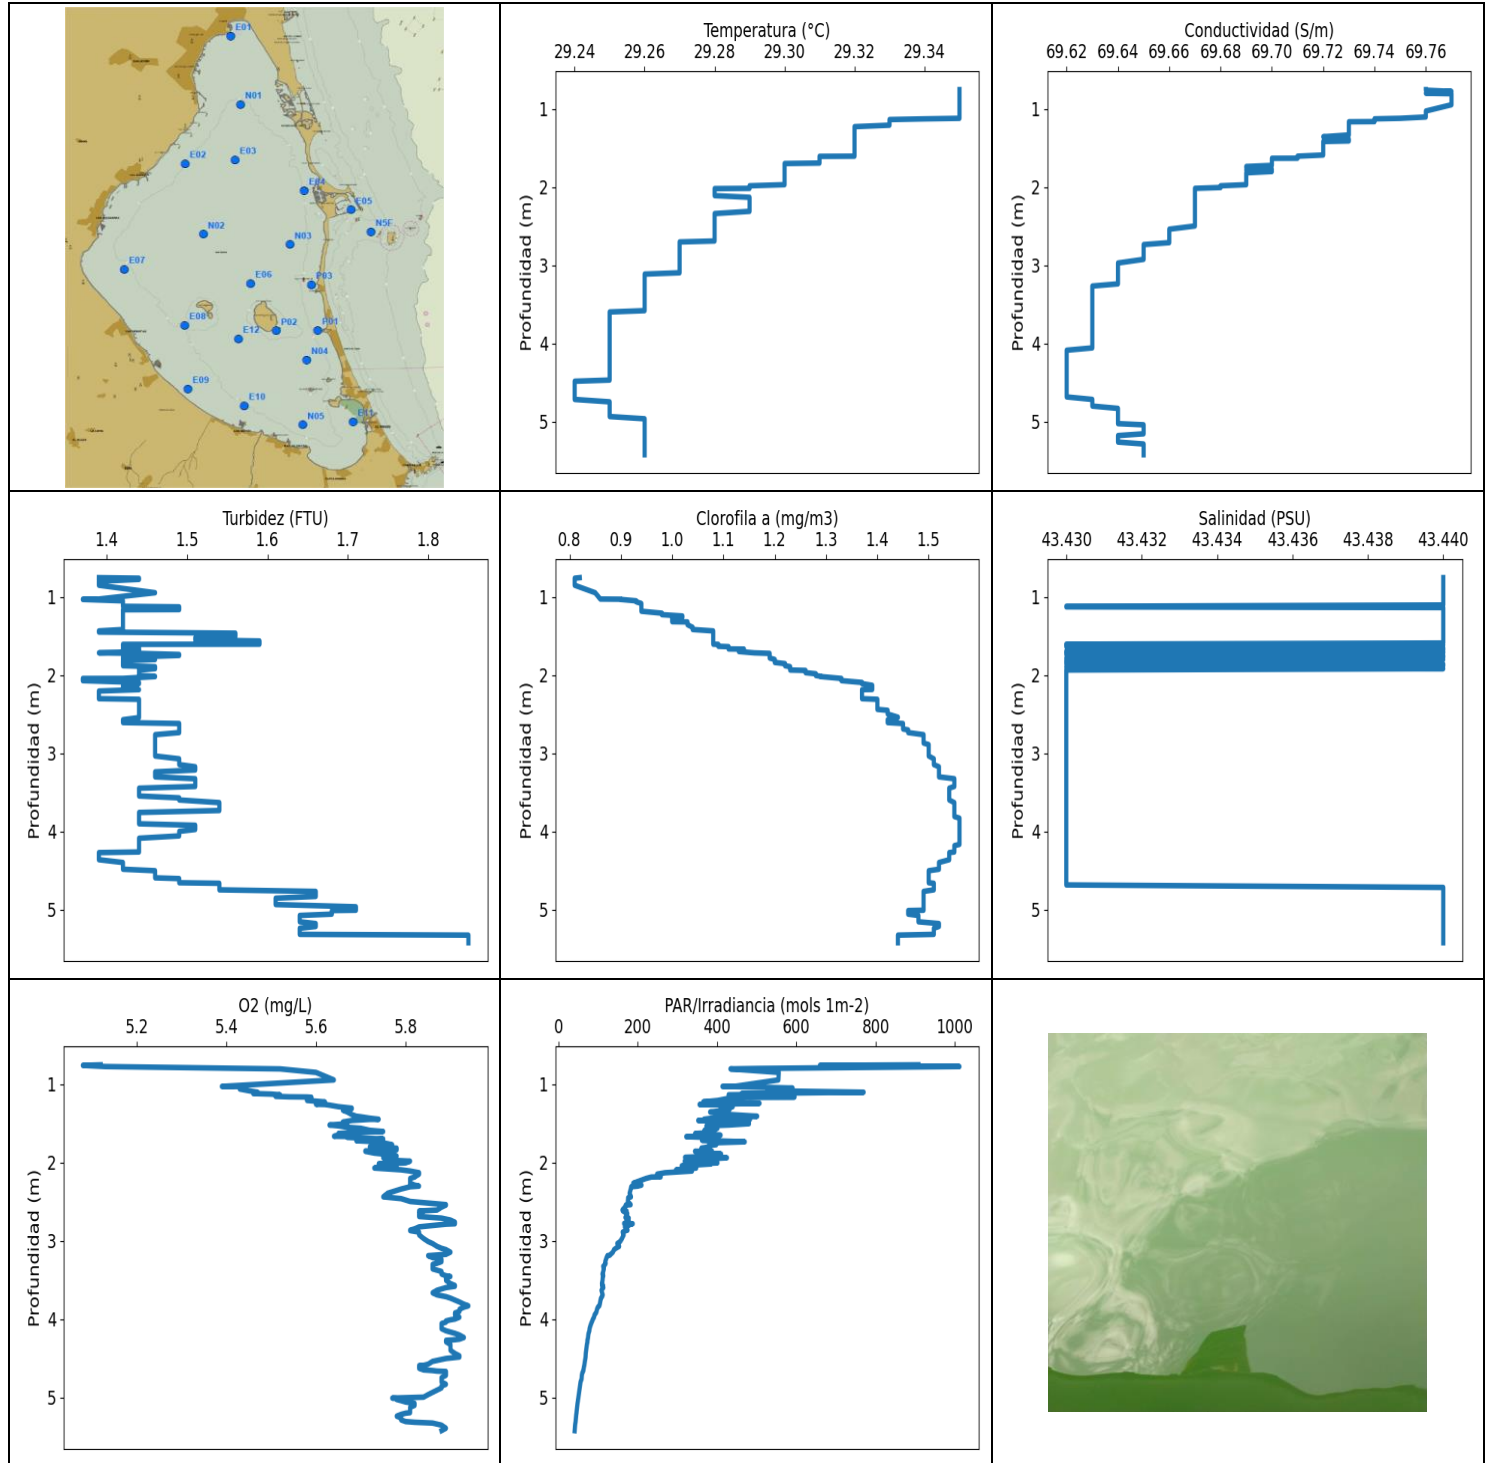 E01
N01
E02
E03
E04
E05
N5F
N02
N03
E07
E06
P03
E08
P02
P01
E12
N04
E09
E10
N05
E11
Temperatura (°C)
29.24 29.26 29.28 29.30 29.32 29.34
Profundidad (m)
1
2
3
4
5
Conductividad (S/m)
69.62 69.64 69.66 69.68 69.70 69.72 69.74 69.76
Profundidad (m)
1
2
3
4
5
Turbidez (FTU)
1.4 1.5 1.6 1.7 1.8
Profundidad (m)
1
2
3
4
5
Clorofila a (mg/m3)
0.8 0.9 1.0 1.1 1.2 1.3 1.4 1.5
Profundidad (m)
1
2
3
4
5
Salinidad (PSU)
43.430 43.432 43.434 43.436 43.438 43.440
Profundidad (m)
1
2
3
4
5
O2 (mg/L)
5.2 5.4 5.6 5.8
Profundidad (m)
1
2
3
4
5
PAR/Irradiancia (mols 1m-2)
0 200 400 600 800 1000
Profundidad (m)
1
2
3
4
5